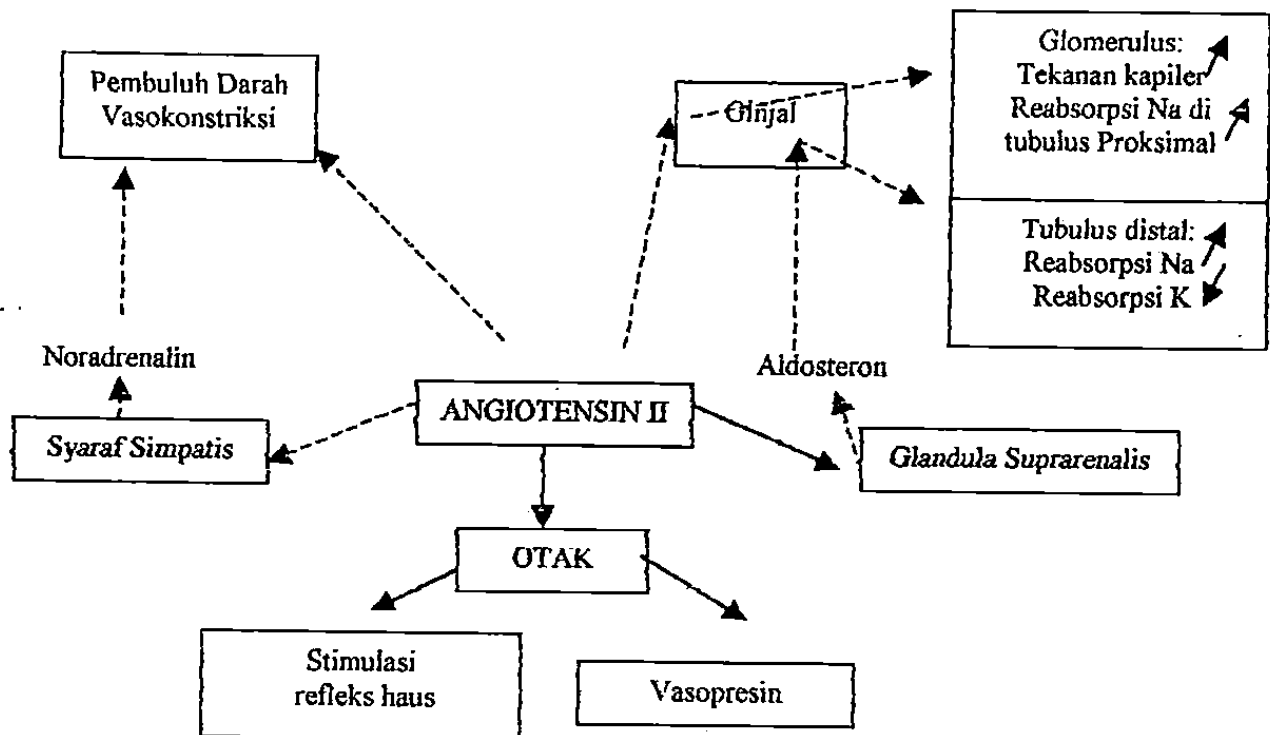 Pembuluh Darah
Vasokonstriksi
Ginjal
Glomerulus:
Tekanan kapiler
Reabsorpsi Na di
tubulus Proksimal
Tubulus distal:
Reabsorpsi Na
Reabsorpsi K
Noradrenalin
Aldosteron
ANGIOTENSIN II
Syaraf Simpatis
Glandula Suprarenalis
OTAK
Stimulasi
refleks haus
Vasopresin